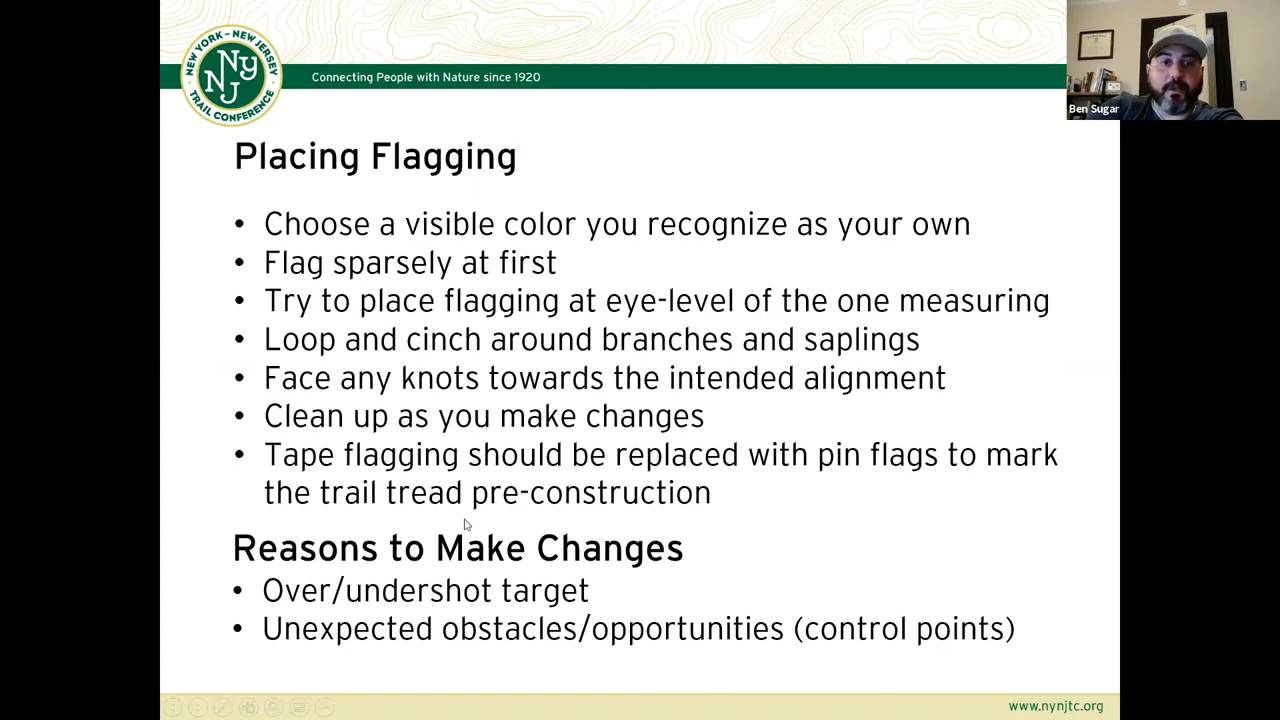 NEW YORK – NEW JERSEY
NY
NJ
TRAIL CONFERENCE
Connecting People with Nature since 1920
Ben Sugar
Placing Flagging
• Choose a visible color you recognize as your own
• Flag sparsely at first
• Try to place flagging at eye-level of the one measuring
• Loop and cinch around branches and saplings
• Face any knots towards the intended alignment
• Clean up as you make changes
• Tape flagging should be replaced with pin flags to mark
the trail tread pre-construction
Reasons to Make Changes
• Over/undershot target
• Unexpected obstacles/opportunities (control points)
www.nynjtc.org